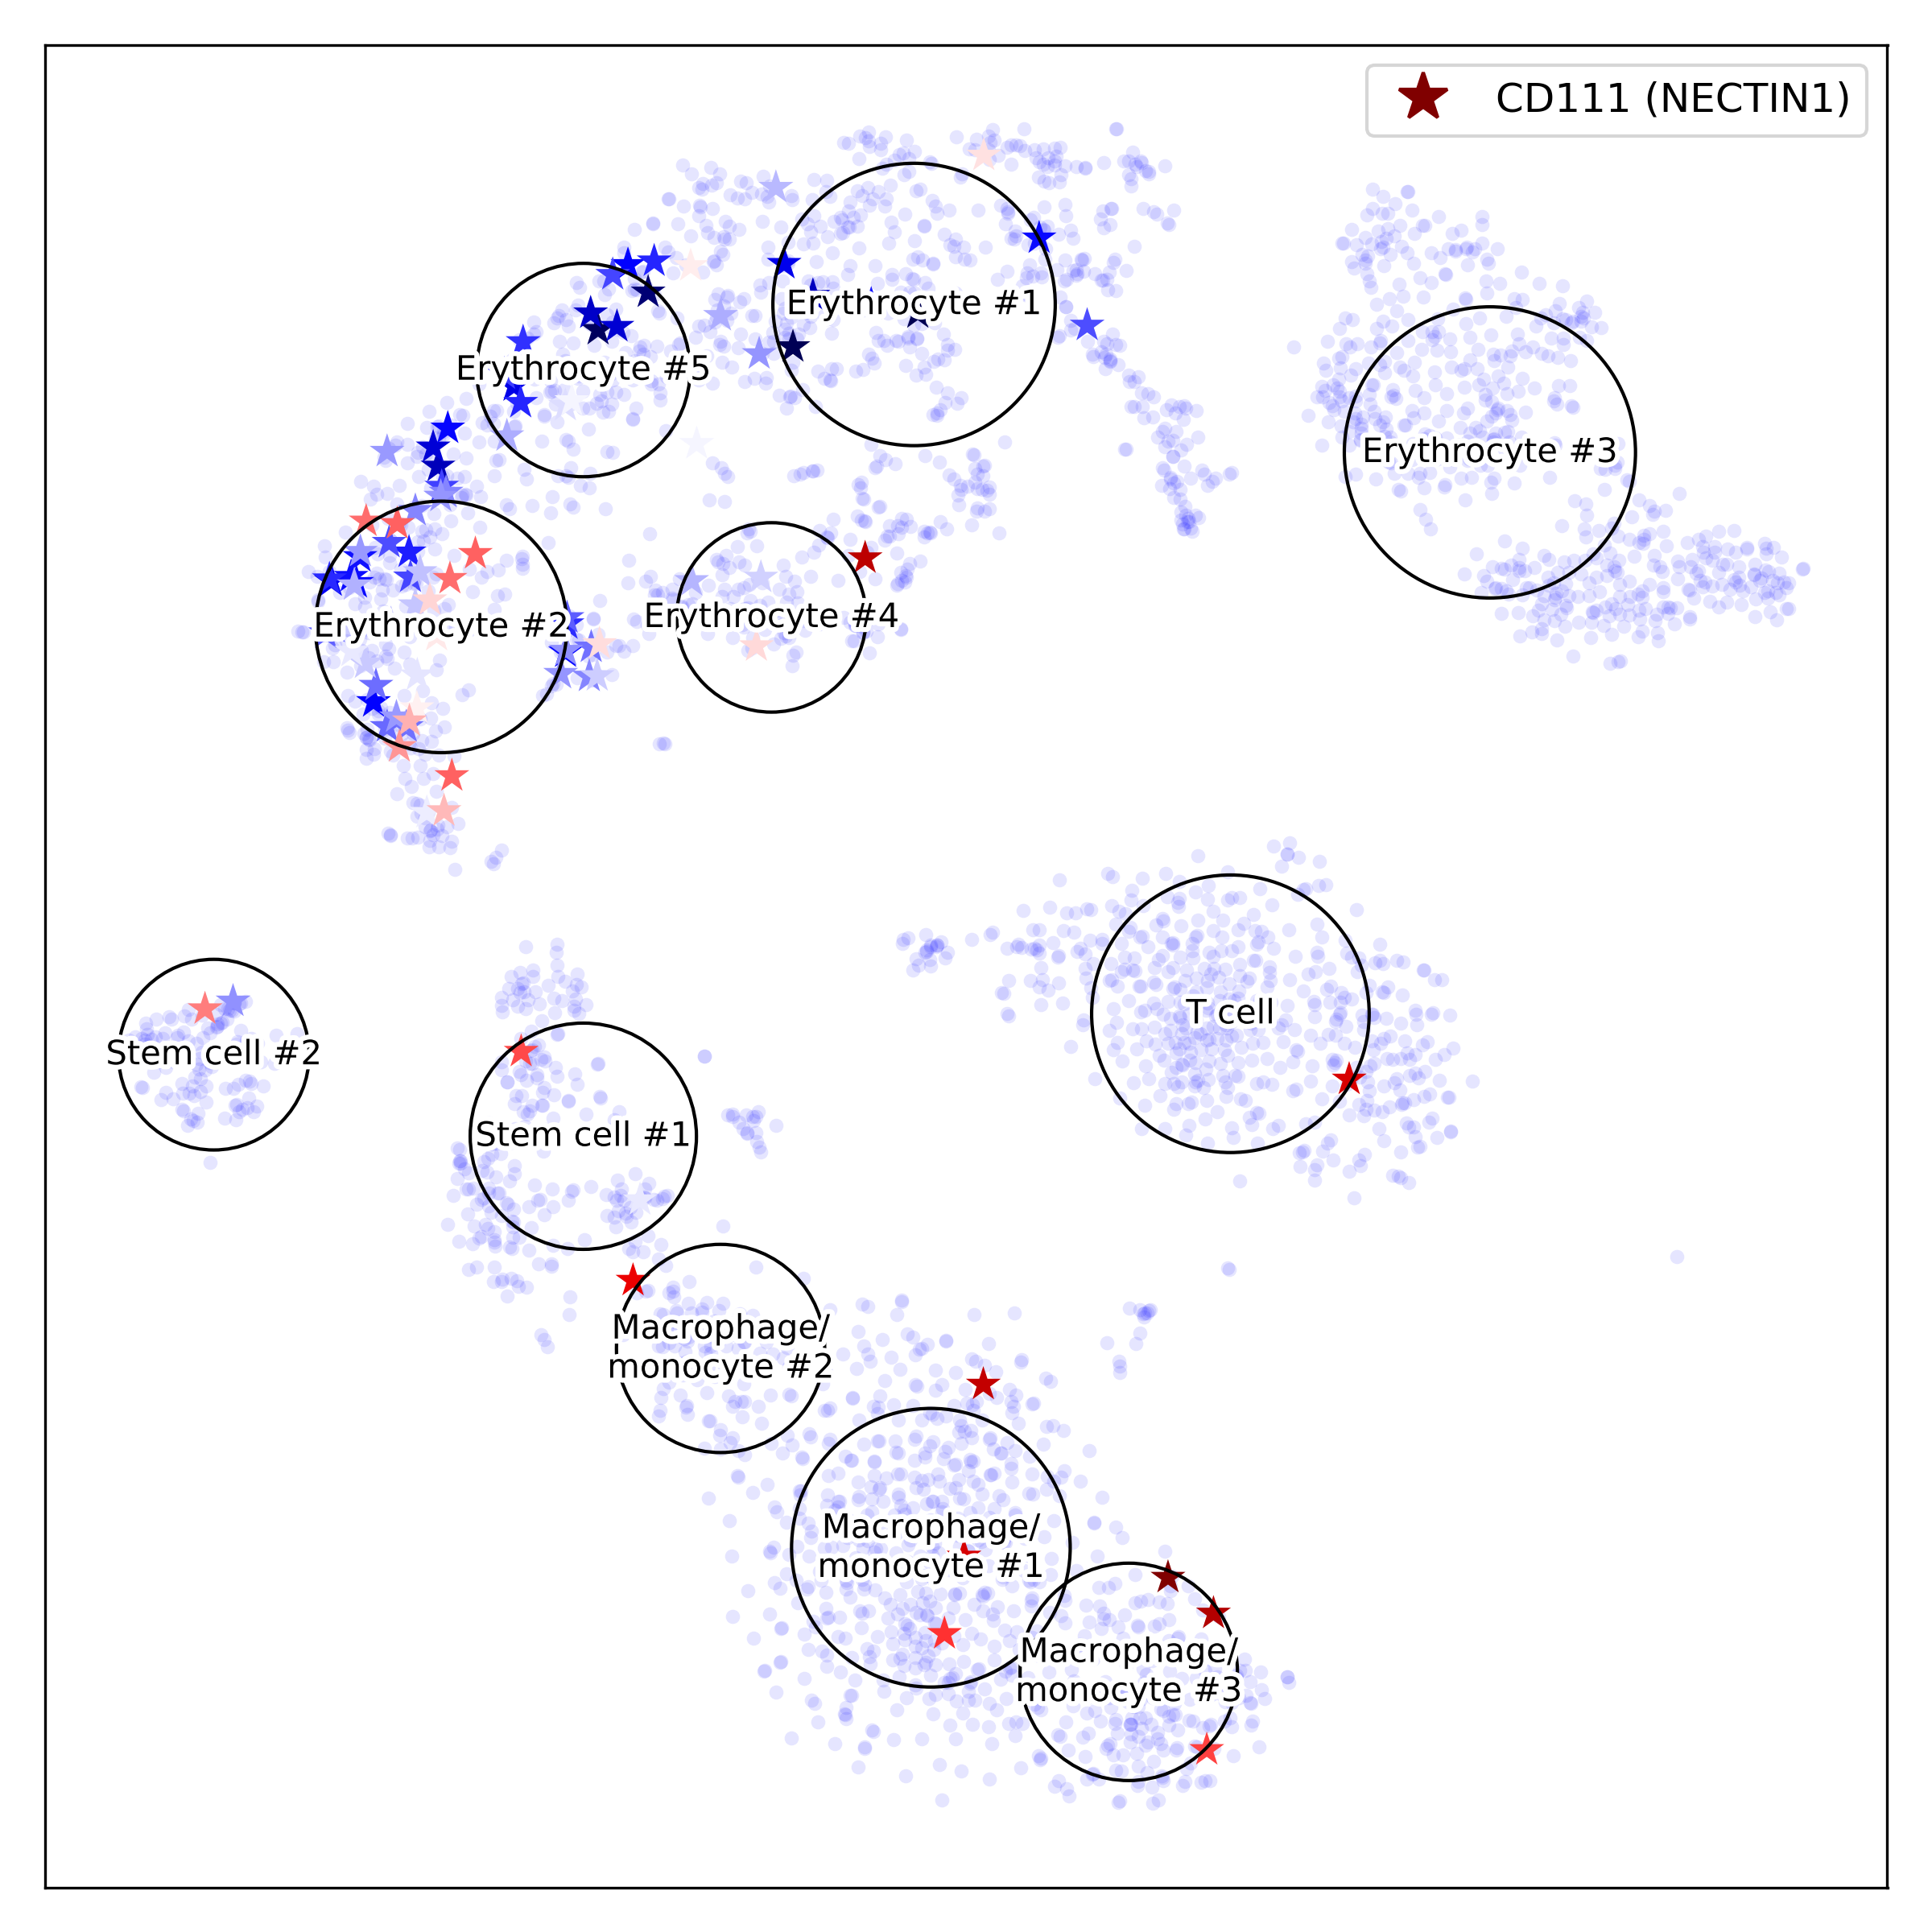 CD111 (NECTIN1)
Erythrocyte #1
Erythrocyte #5
Erythrocyte #3
Erythrocyte #4
Erythrocyte #2
T cell
Stem cell #2
Stem cell #1
Macrophage/
monocyte #2
Macrophage/
monocyte #1
Macrophage/
monocyte #3